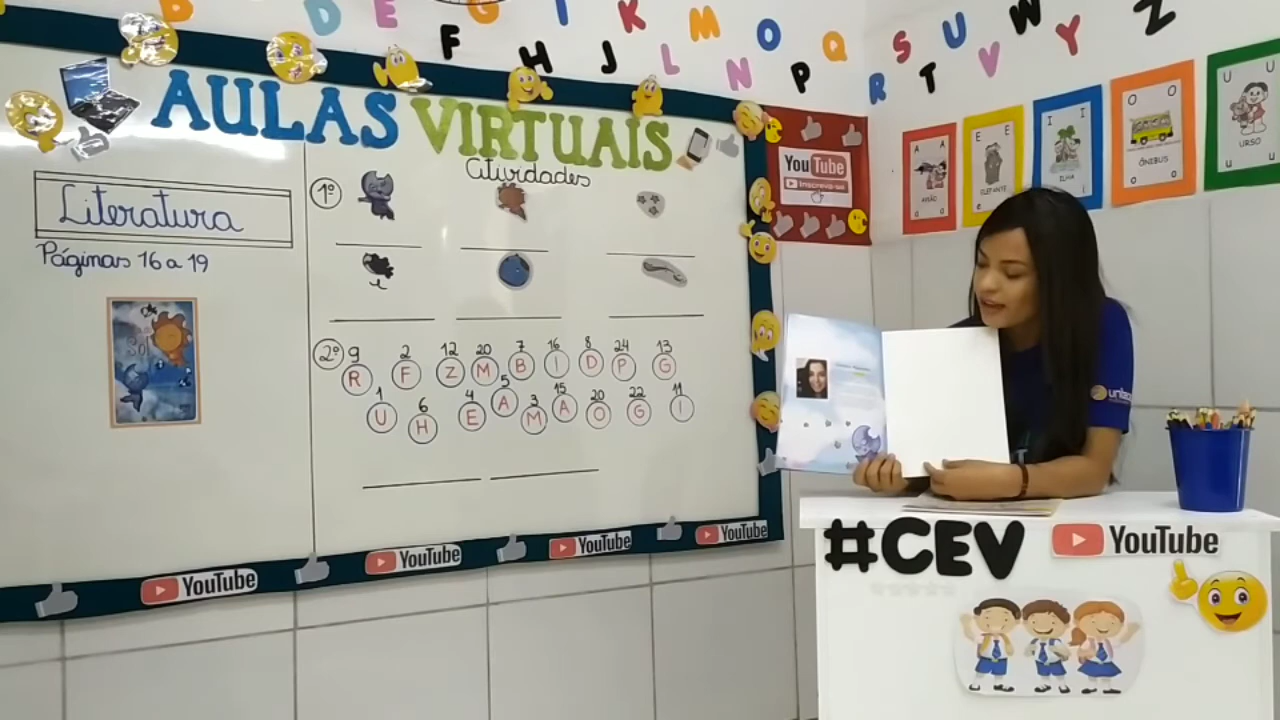 B D E G I K M O Q S U W Y Z
F H J L N P R T V
AULAS VIRTUAIS
Atividades
Literatura
Páginas 16 a 19
Sol
1º
2º
9 2 12 20 7 16 8 24 13
R F Z M B I D P G
1 6 4 5 3 15 20 22 11
U H E A M A O G I
YouTube
Inscreva-se
A A
AVIÃO
a a
E E
ELEFANTE
e
I I
ILHA
O O
ÔNIBUS
o o
U U
URSO
u u
#CEV
YouTube
YouTube
YouTube
YouTube
YouTube